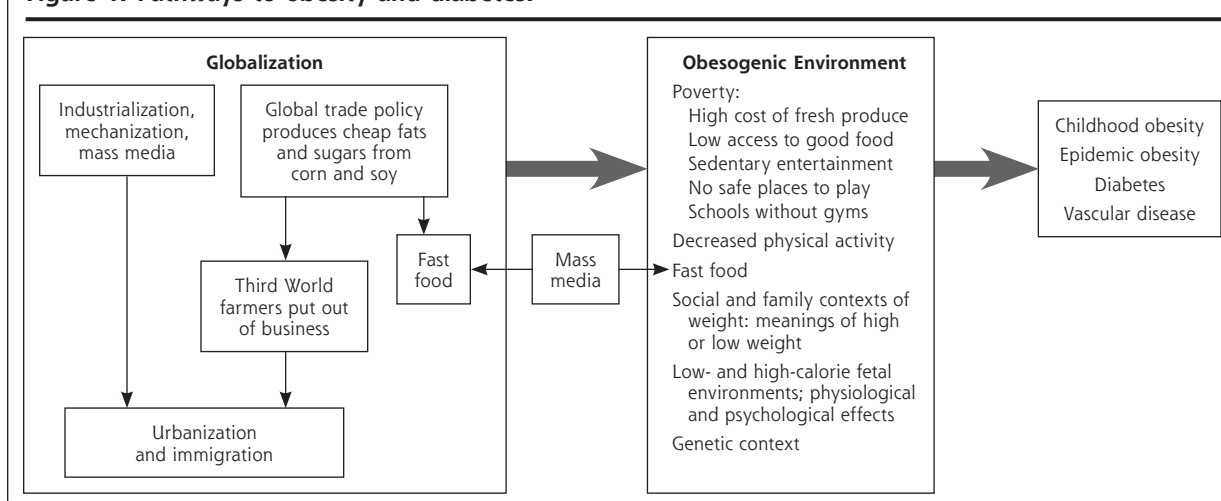 Figure 1. Pathways to obesity and diabetes.
Globalization
Industrialization,
mechanization,
mass media
Global trade policy
produces cheap fats
and sugars from
corn and soy
Third World
farmers put out
of business
Fast
food
Urbanization
and immigration
Mass
media
Obesogenic Environment
Poverty:
High cost of fresh produce
Low access to good food
Sedentary entertainment
No safe places to play
Schools without gyms
Decreased physical activity
Fast food
Social and family contexts of
weight: meanings of high
or low weight
Low- and high-calorie fetal
environments; physiological
and psychological effects
Genetic context
Childhood obesity
Epidemic obesity
Diabetes
Vascular disease